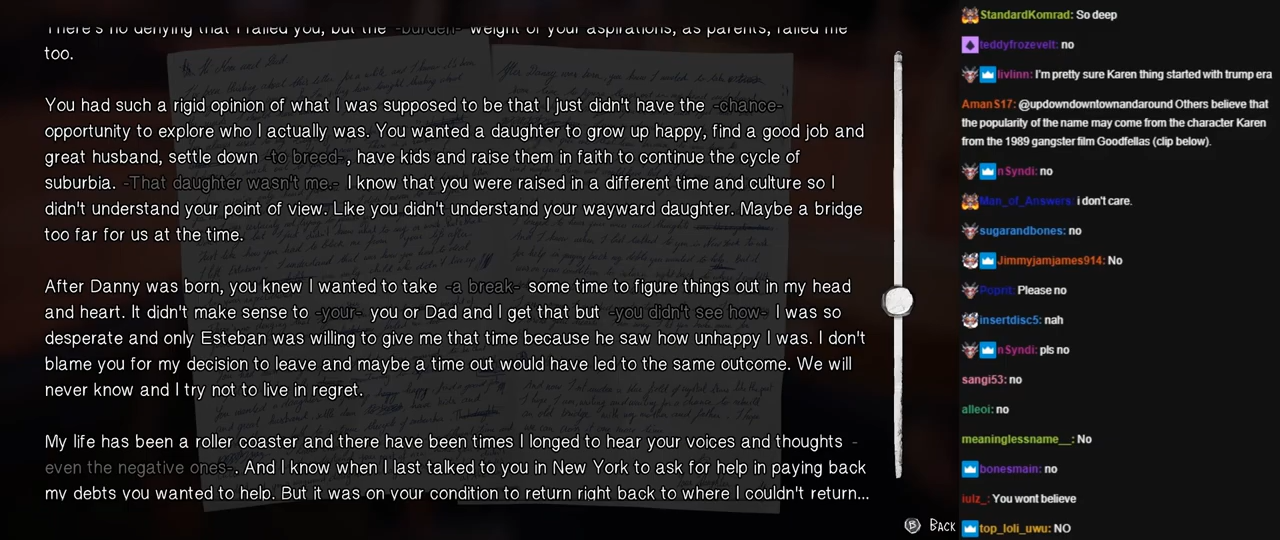 There's no denying that I failed you, but the -burden- weight of your aspirations, as parents, failed me
too.
You had such a rigid opinion of what I was supposed to be that I just didn't have the -chance-
opportunity to explore who I actually was. You wanted a daughter to grow up happy, find a good job and
great husband, settle down -to breed-, have kids and raise them in faith to continue the cycle of
suburbia. -That daughter wasn't me.- I know that you were raised in a different time and culture so I
didn't understand your point of view. Like you didn't understand your wayward daughter. Maybe a bridge
too far for us at the time.
After Danny was born, you knew I wanted to take -a break- some time to figure things out in my head
and heart. It didn't make sense to -your- you or Dad and I get that but -you didn't see how- I was so
desperate and only Esteban was willing to give me that time because he saw how unhappy I was. I don't
blame you for my decision to leave and maybe a time out would have led to the same outcome. We will
never know and I try not to live in regret.
My life has been a roller coaster and there have been times I longed to hear your voices and thoughts -
even the negative ones-. And I know when I last talked to you in New York to ask for help in paying back
my debts you wanted to help. But it was on your condition to return right back to where I couldn't return...
B BACK
StandardKomrad: So deep
teddyfrozevelt: no
livlinn: I'm pretty sure Karen thing started with trump era
AmanS17: @updowndowntownandaround Others believe that
the popularity of the name may come from the character Karen
from the 1989 gangster film Goodfellas (clip below).
nSyndi: no
Man_of_Answers: i don't care.
sugarandbones: no
Jimmyjamjames914: No
Poprit: Please no
insertdisc5: nah
nSyndi: pls no
sangi53: no
alleoi: no
meaninglessname__: No
bonesmain: no
iulz_: You wont believe
top_loli_uwu: NO